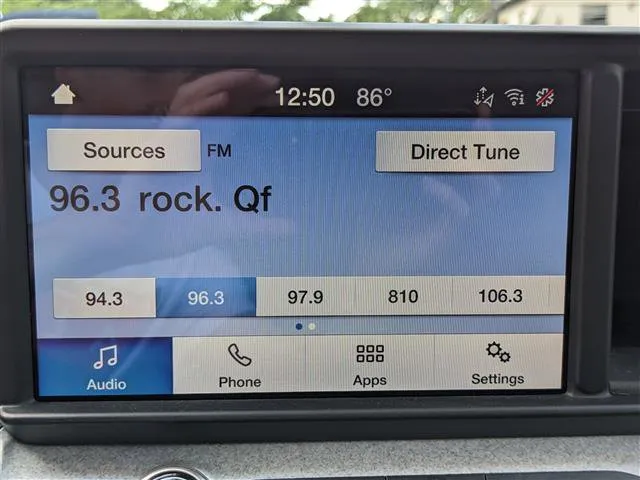 12:50 86°
Sources FM Direct Tune
96.3 rock. Qf
94.3 96.3 97.9 810 106.3
Audio Phone Apps Settings